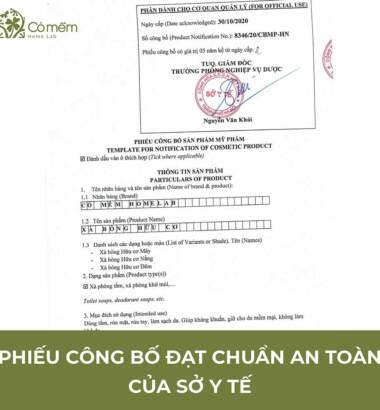 Cỏ mềm
Home Lab
PHẦN DÀNH CHO CƠ QUAN QUẢN LÝ (FOR OFFICIAL USE)
Ngày cấp (Date acknowledged): 30/10/2020
Số công bố (Product Notification No.): 8346/20/CBMP-HN
Phiếu công bố có giá trị 05 năm kể từ ngày cấp.
TUQ. GIÁM ĐỐC
TRƯỞNG PHÒNG NGHIỆP VỤ DƯỢC
SỞ Y TẾ
Nguyễn Văn Khải
PHIẾU CÔNG BỐ SẢN PHẨM MỸ PHẨM
TEMPLATE FOR NOTIFICATION OF COSMETIC PRODUCT
☑ Đánh dấu vào ô thích hợp (Tick where applicable)
THÔNG TIN SẢN PHẨM
PARTICULARS OF PRODUCT
1. Tên nhãn hàng và tên sản phẩm (Name of brand & product):
1.1 Nhãn hàng (Brand)
CỎ MỀM HOMELAB
1.2 Tên sản phẩm (Product Name)
XÀ BÔNG HỮU CƠ
1.3 Danh sách các dạng hoặc màu (List of Variants or Shade). Tên (Names)
- Xà bông Hữu cơ Mây
- Xà bông Hữu cơ Nắng
- Xà bông Hữu cơ Đêm
2. Dạng sản phẩm (Product type(s))
☑ Xà phòng tắm, xà phòng khử mùi,...
Toilet soaps, deodorant soaps, etc.
3. Mục đích sử dụng (Intended use)
Dùng tắm, rửa mặt, rửa tay, làm sạch da. Giúp kháng khuẩn, giữ cho da mềm mại, không làm
PHIẾU CÔNG BỐ ĐẠT CHUẨN AN TOÀN
CỦA SỞ Y TẾ